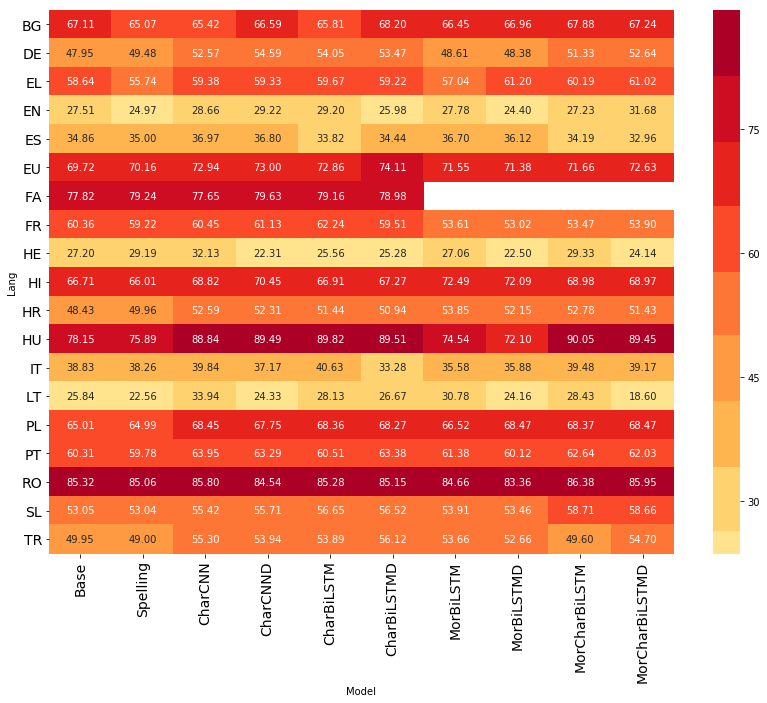 BG 67.11 65.07 65.42 66.59 65.81 68.20 66.45 66.96 67.88 67.24
DE 47.95 49.48 52.57 54.59 54.05 53.47 48.61 48.38 51.33 52.64
EL 58.64 55.74 59.38 59.33 59.67 59.22 57.04 61.20 60.19 61.02
EN 27.51 24.97 28.66 29.22 29.20 25.98 27.78 24.40 27.23 31.68
ES 34.86 35.00 36.97 36.80 33.82 34.44 36.70 36.12 34.19 32.96
EU 69.72 70.16 72.94 73.00 72.86 74.11 71.55 71.38 71.66 72.63
FA 77.82 79.24 77.65 79.63 79.16 78.98
FR 60.36 59.22 60.45 61.13 62.24 59.51 53.61 53.02 53.47 53.90
HE 27.20 29.19 32.13 22.31 25.56 25.28 27.06 22.50 29.33 24.14
HI 66.71 66.01 68.82 70.45 66.91 67.27 72.49 72.09 68.98 68.97
HR 48.43 49.96 52.59 52.31 51.44 50.94 53.85 52.15 52.78 51.43
HU 78.15 75.89 88.84 89.49 89.82 89.51 74.54 72.10 90.05 89.45
IT 38.83 38.26 39.84 37.17 40.63 33.28 35.58 35.88 39.48 39.17
LT 25.84 22.56 33.94 24.33 28.13 26.67 30.78 24.16 28.43 18.60
PL 65.01 64.99 68.45 67.75 68.36 68.27 66.52 68.47 68.37 68.47
PT 60.31 59.78 63.95 63.29 60.51 63.38 61.38 60.12 62.64 62.03
RO 85.32 85.06 85.80 84.54 85.28 85.15 84.66 83.36 86.38 85.95
SL 53.05 53.04 55.42 55.71 56.65 56.52 53.91 53.46 58.71 58.66
TR 49.95 49.00 55.30 53.94 53.89 56.12 53.66 52.66 49.60 54.70
Lang
Base
Spelling
CharCNN
CharCNND
CharBiLSTM
CharBiLSTMD
MorBiLSTM
MorBiLSTMD
MorCharBiLSTM
MorCharBiLSTMD
Model
75
60
45
30